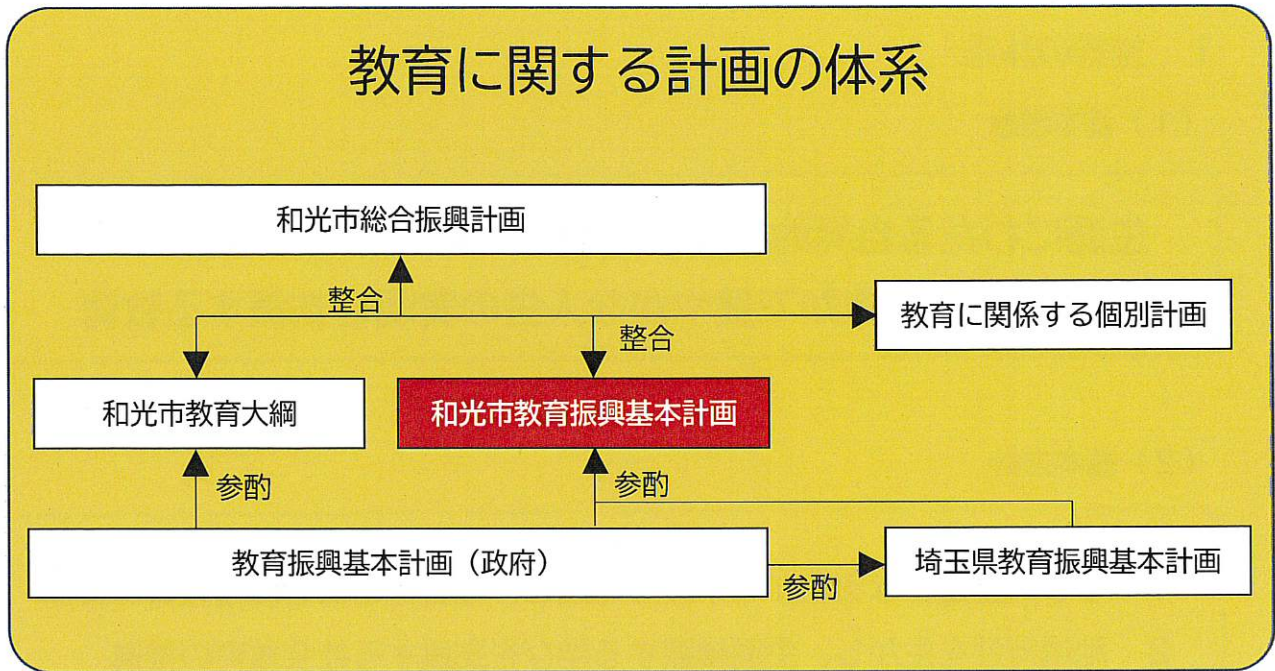 教育に関する計画の体系
和光市総合振興計画
整合
教育に関係する個別計画
整合
和光市教育大綱
和光市教育振興基本計画
参酌
参酌
教育振興基本計画（政府）
埼玉県教育振興基本計画
参酌